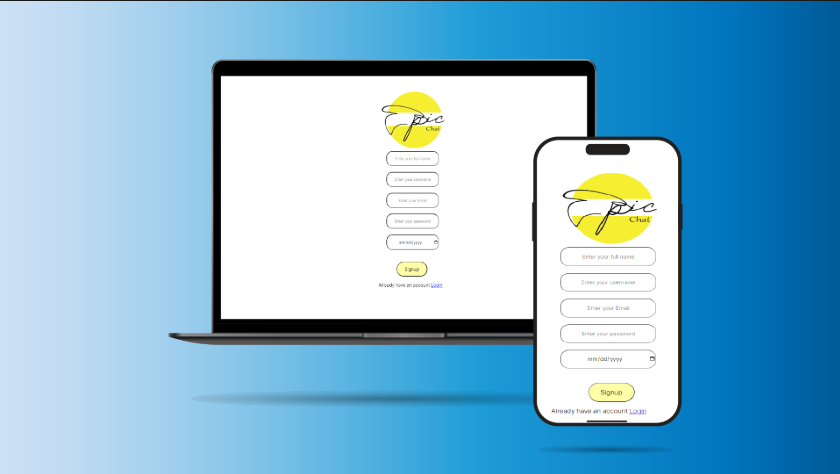 Epic
Chat
Enter your full name
Enter your username
Enter your Email
Enter your password
mm/dd/yyyy
Signup
Already have an account Login
Epic
Chat
Enter your full name
Enter your username
Enter your Email
Enter your password
mm/dd/yyyy
Signup
Already have an account Login